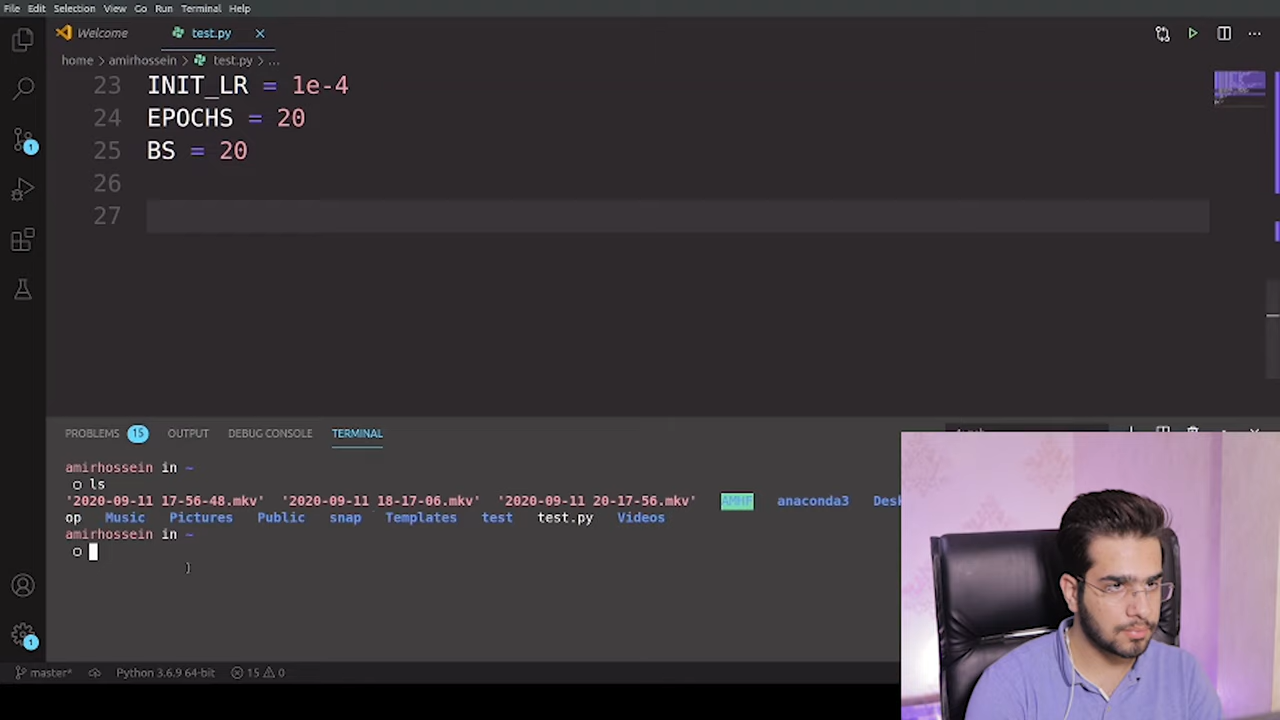 File Edit Selection View Go Run Terminal Help
Welcome test.py
home > amirhossein > test.py > ...
23 INIT_LR = 1e-4
24 EPOCHS = 20
25 BS = 20
26
27
PROBLEMS 15 OUTPUT DEBUG CONSOLE TERMINAL
amirhossein in ~
ls
'2020-09-11 17-56-48.mkv' '2020-09-11 18-17-06.mkv' '2020-09-11 20-17-56.mkv' AMHF anaconda3 Desk
op Music Pictures Public snap Templates test test.py Videos
amirhossein in ~
1
1
master* Python 3.6.9 64-bit 15 0